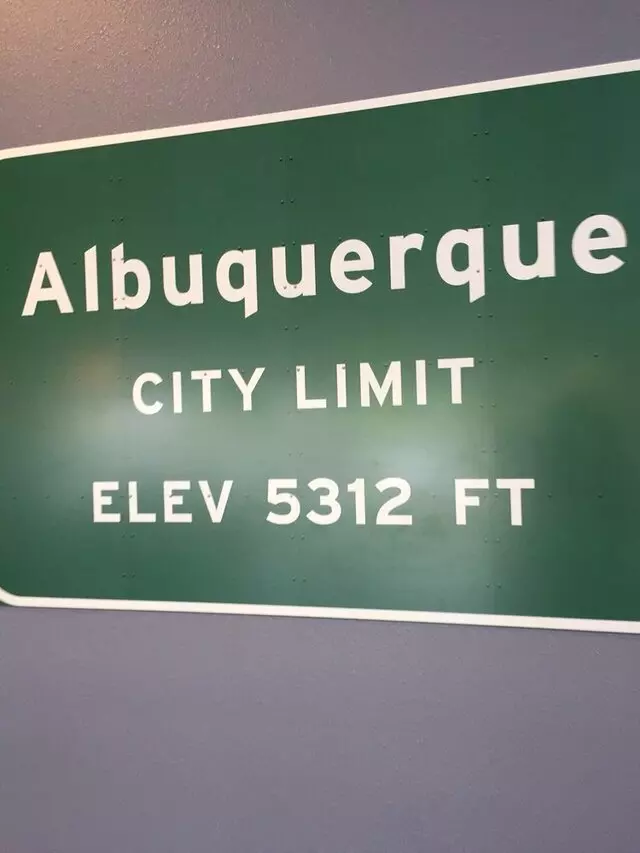 Albuquerque
CITY LIMIT
ELEV 5312 FT